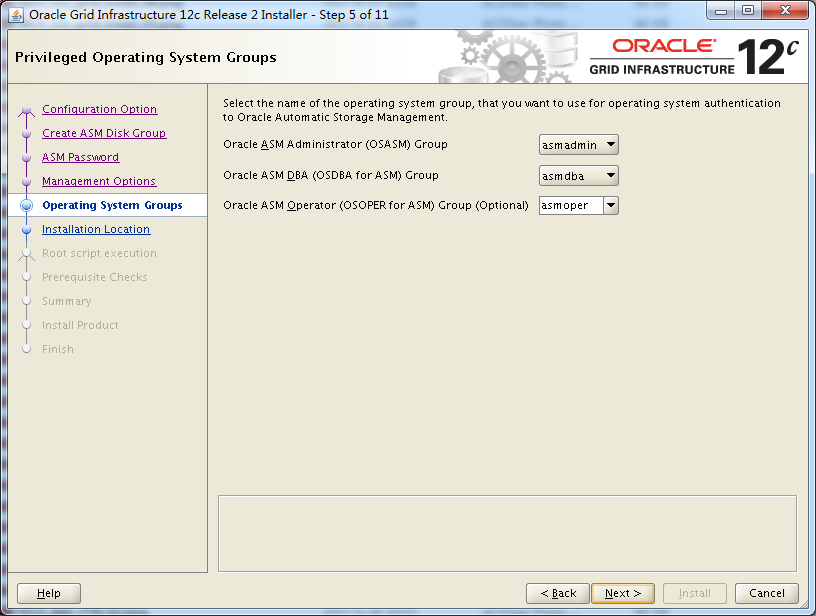 Oracle Grid Infrastructure 12c Release 2 Installer - Step 5 of 11
Privileged Operating System Groups
ORACLE
GRID INFRASTRUCTURE 12c
Configuration Option
Create ASM Disk Group
ASM Password
Management Options
Operating System Groups
Installation Location
Root script execution
Prerequisite Checks
Summary
Install Product
Finish
Select the name of the operating system group, that you want to use for operating system authentication
to Oracle Automatic Storage Management.
Oracle ASM Administrator (OSASM) Group asmadmin
Oracle ASM DBA (OSDBA for ASM) Group asmdba
Oracle ASM Operator (OSOPER for ASM) Group (Optional) asmoper
Help < Back Next > Install Cancel